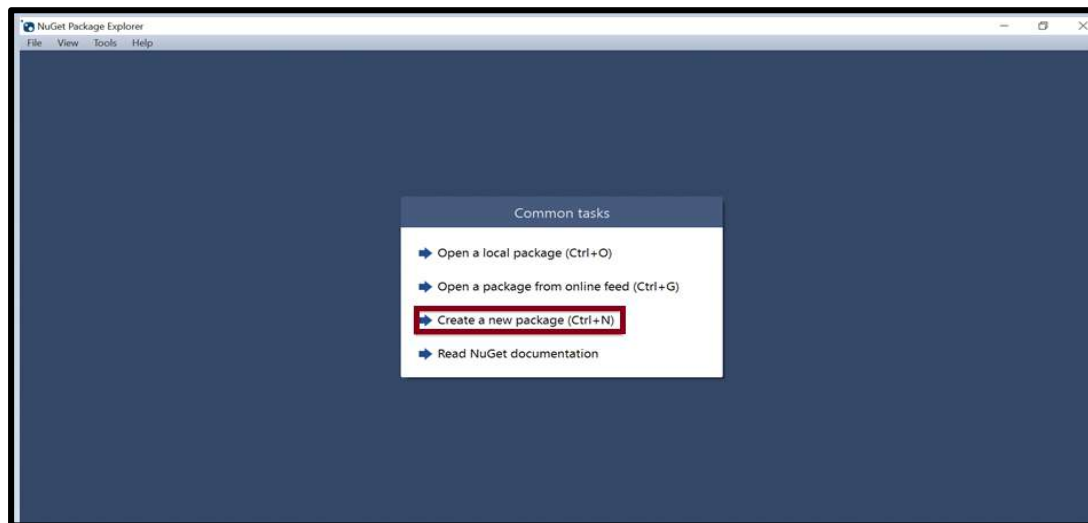 NuGet Package Explorer
File View Tools Help
Common tasks
Open a local package (Ctrl+O)
Open a package from online feed (Ctrl+G)
Create a new package (Ctrl+N)
Read NuGet documentation